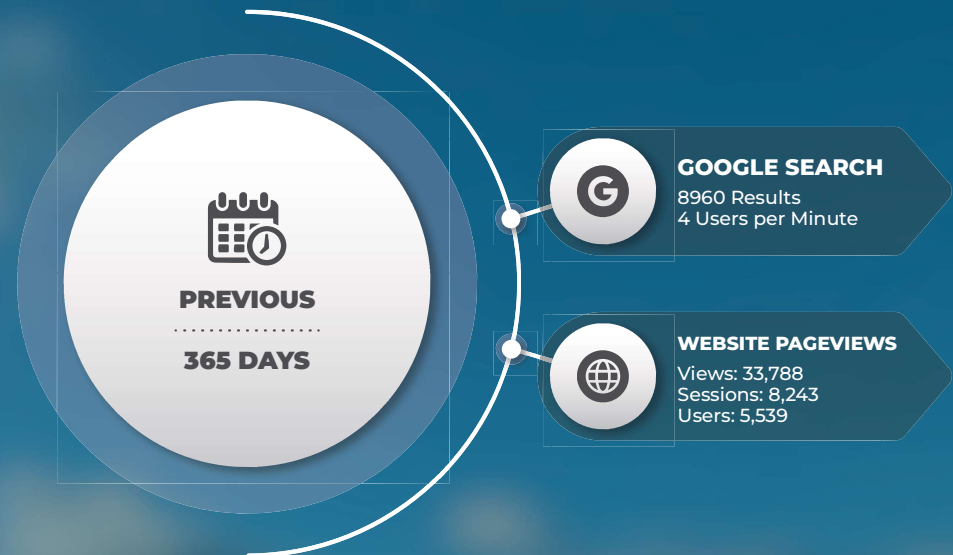 PREVIOUS
365 DAYS
GOOGLE SEARCH
8960 Results
4 Users per Minute
WEBSITE PAGEVIEWS
Views: 33,788
Sessions: 8,243
Users: 5,539